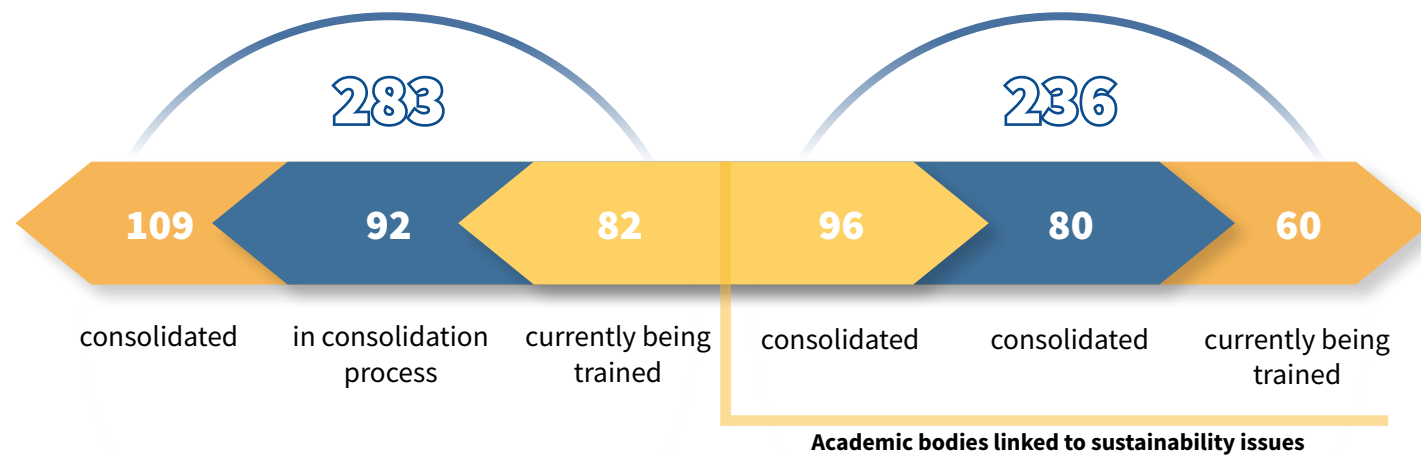 283
236
109
92
82
96
80
60
consolidated
in consolidation
process
currently being
trained
consolidated
consolidated
currently being
trained
Academic bodies linked to sustainability issues